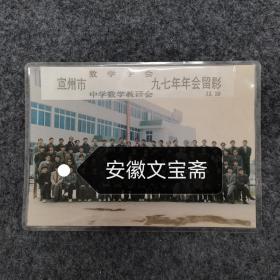 数学学会
宣州市 九七年年会留影
中学数学教研会
安徽文宝斋